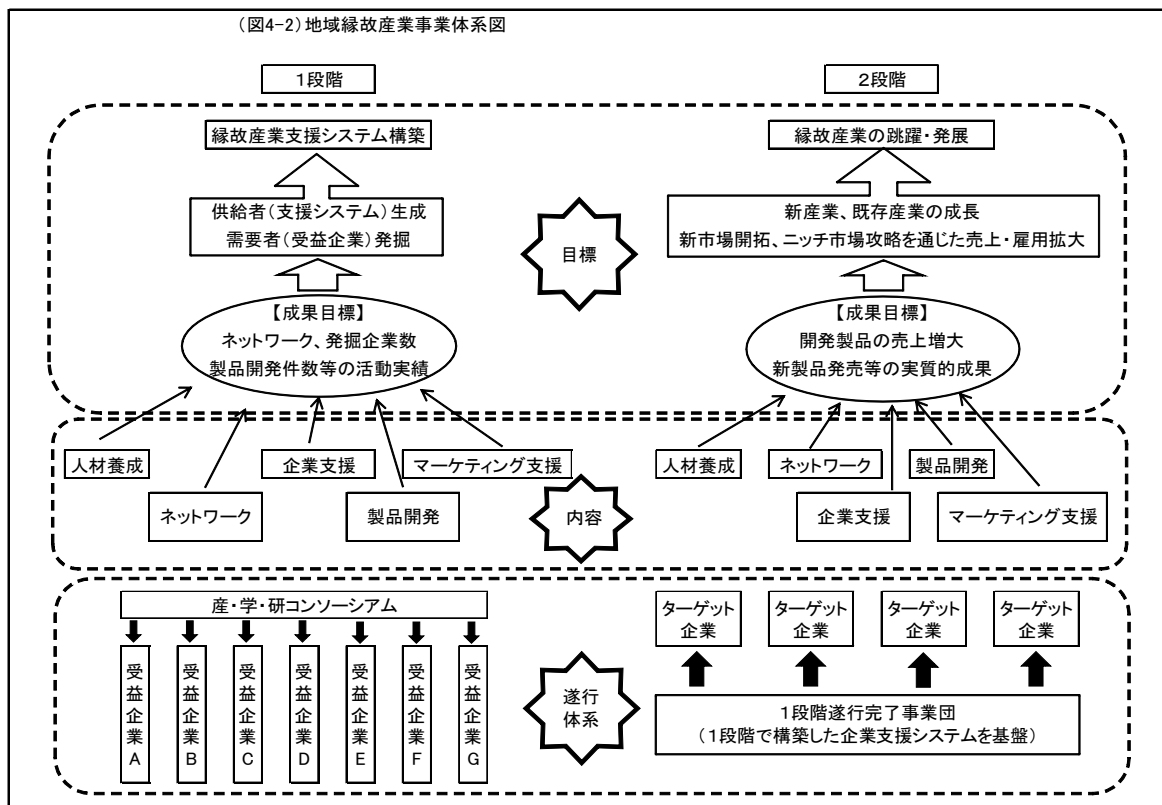 （図4-2）地域縁故産業事業体系図
1段階
2段階
縁故産業支援システム構築
縁故産業の跳躍・発展
供給者（支援システム）生成
需要者（受益企業）発掘
新産業、既存産業の成長
新市場開拓、ニッチ市場攻略を通じた売上・雇用拡大
目標
【成果目標】
ネットワーク、発掘企業数
製品開発件数等の活動実績
【成果目標】
開発製品の売上増大
新製品発売等の実質的成果
人材養成
企業支援
マーケティング支援
人材養成
ネットワーク
製品開発
ネットワーク
製品開発
内容
企業支援
マーケティング支援
産・学・研コンソーシアム
ターゲット
企業
ターゲット
企業
ターゲット
企業
ターゲット
企業
受益企業A
受益企業B
受益企業C
受益企業D
受益企業E
受益企業F
受益企業G
遂行
体系
1段階遂行完了事業団
（1段階で構築した企業支援システムを基盤）